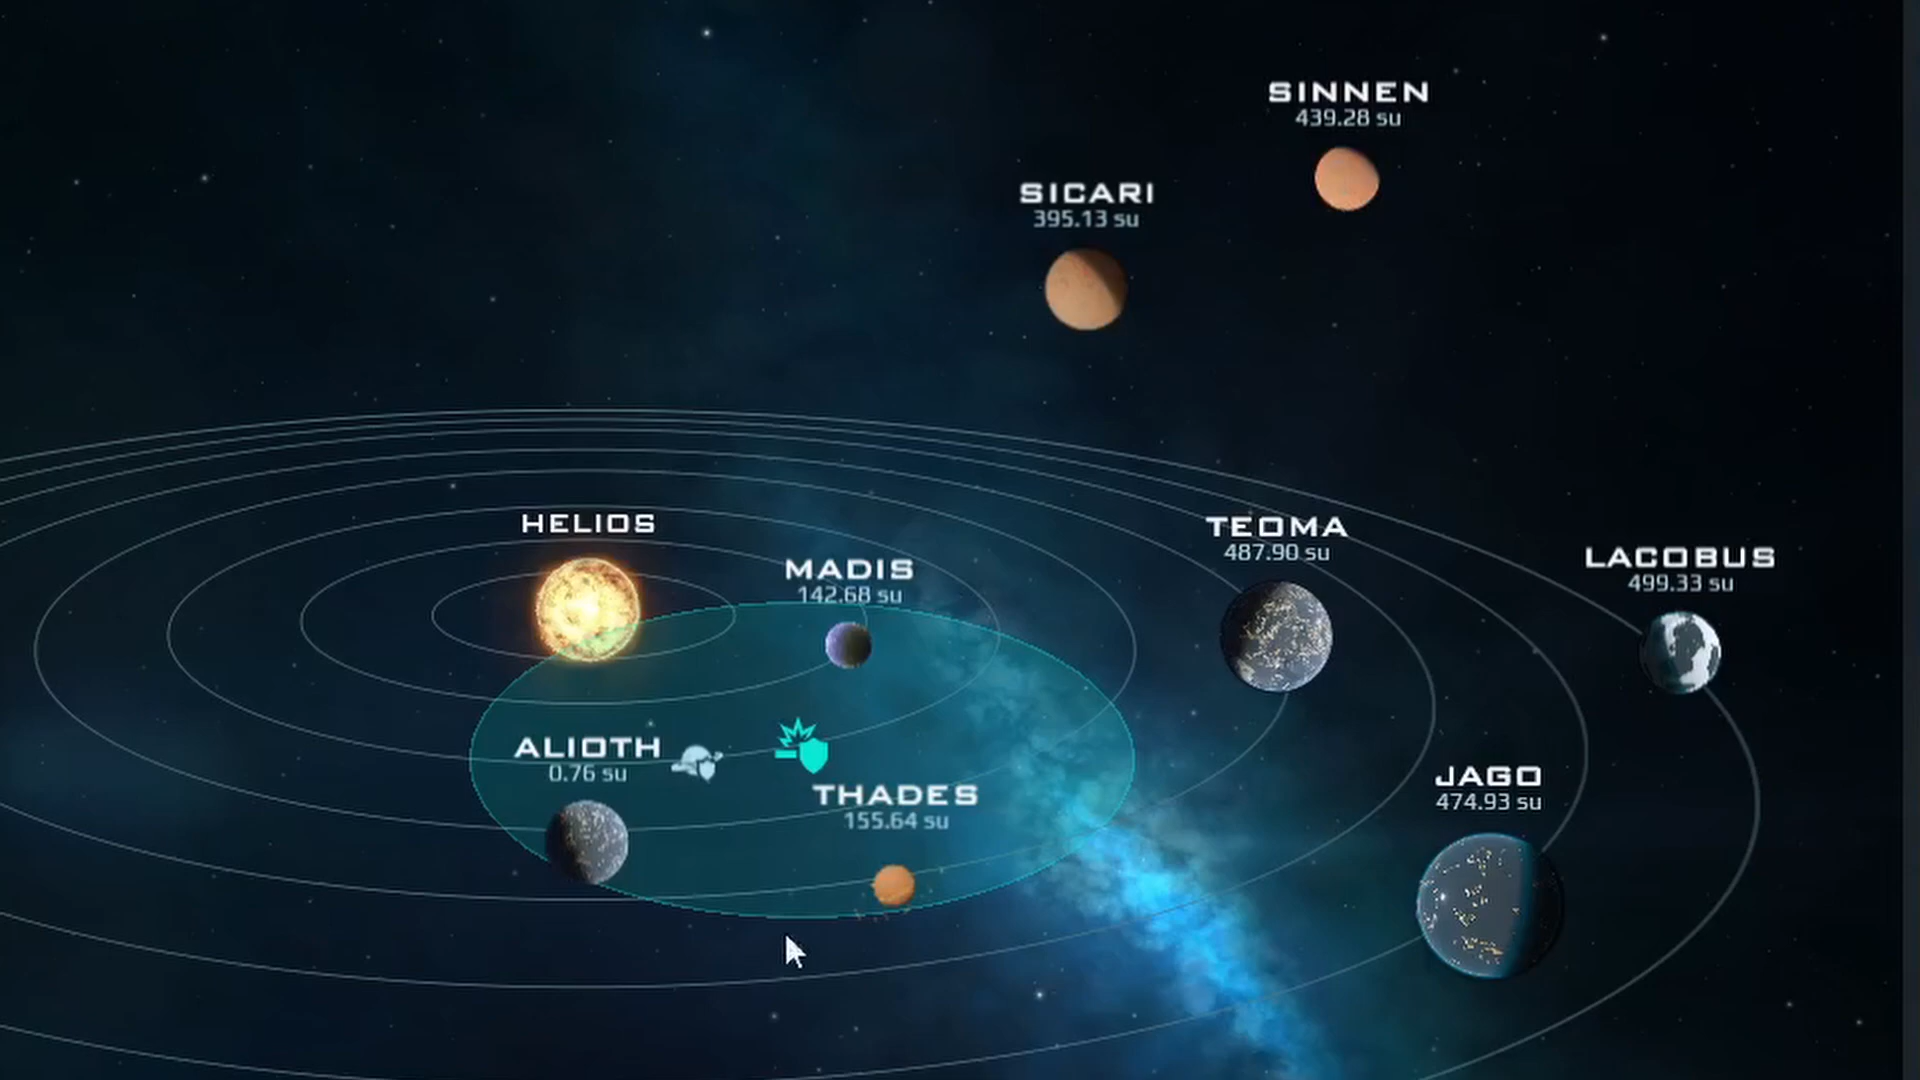 SINNEN
439.28 su
SICARI
395.13 su
HELIOS
TEOMA
487.90 su
MADIS
142.68 su
LACOBUS
499.33 su
ALIOTH
0.76 su
THADES
155.64 su
JAGO
474.93 su